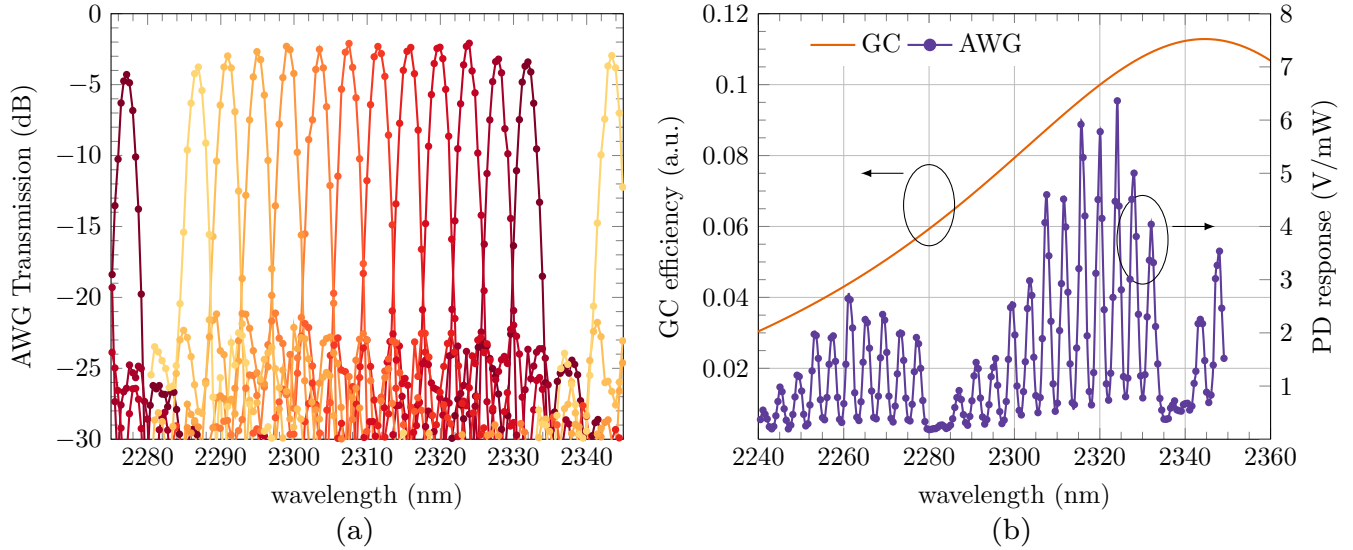 0
−5
−10
−15
−20
−25
−30
AWG Transmission (dB)
2280 2290 2300 2310 2320 2330 2340
wavelength (nm)
(a)
0.12
0.1
0.08
0.06
0.04
0.02
GC efficiency (a.u.)
GC AWG
8
7
6
5
4
3
2
1
PD response (V/mW)
2240 2260 2280 2300 2320 2340 2360
wavelength (nm)
(b)